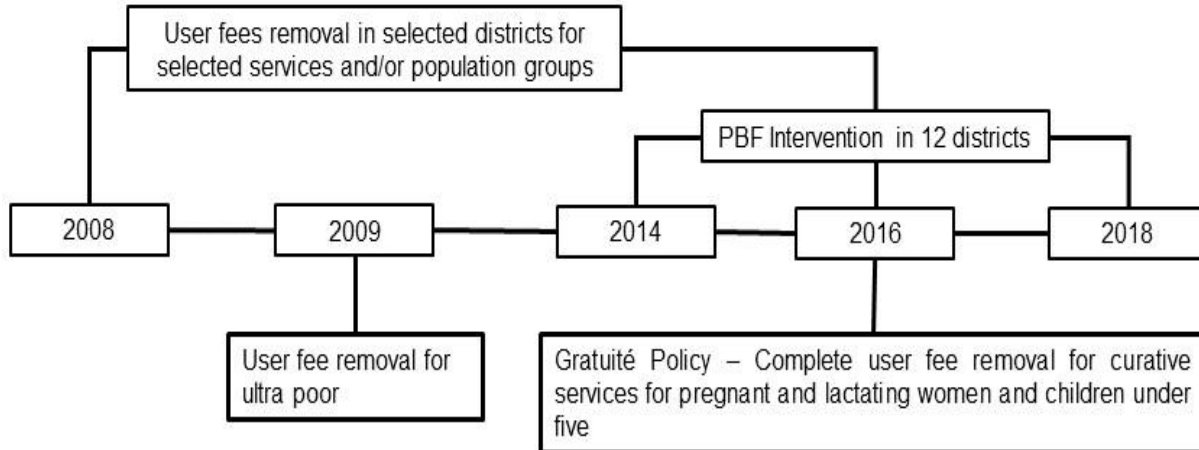 User fees removal in selected districts for
selected services and/or population groups
PBF Intervention in 12 districts
2008
2009
2014
2016
2018
User fee removal for
ultra poor
Gratuité Policy – Complete user fee removal for curative
services for pregnant and lactating women and children under
five